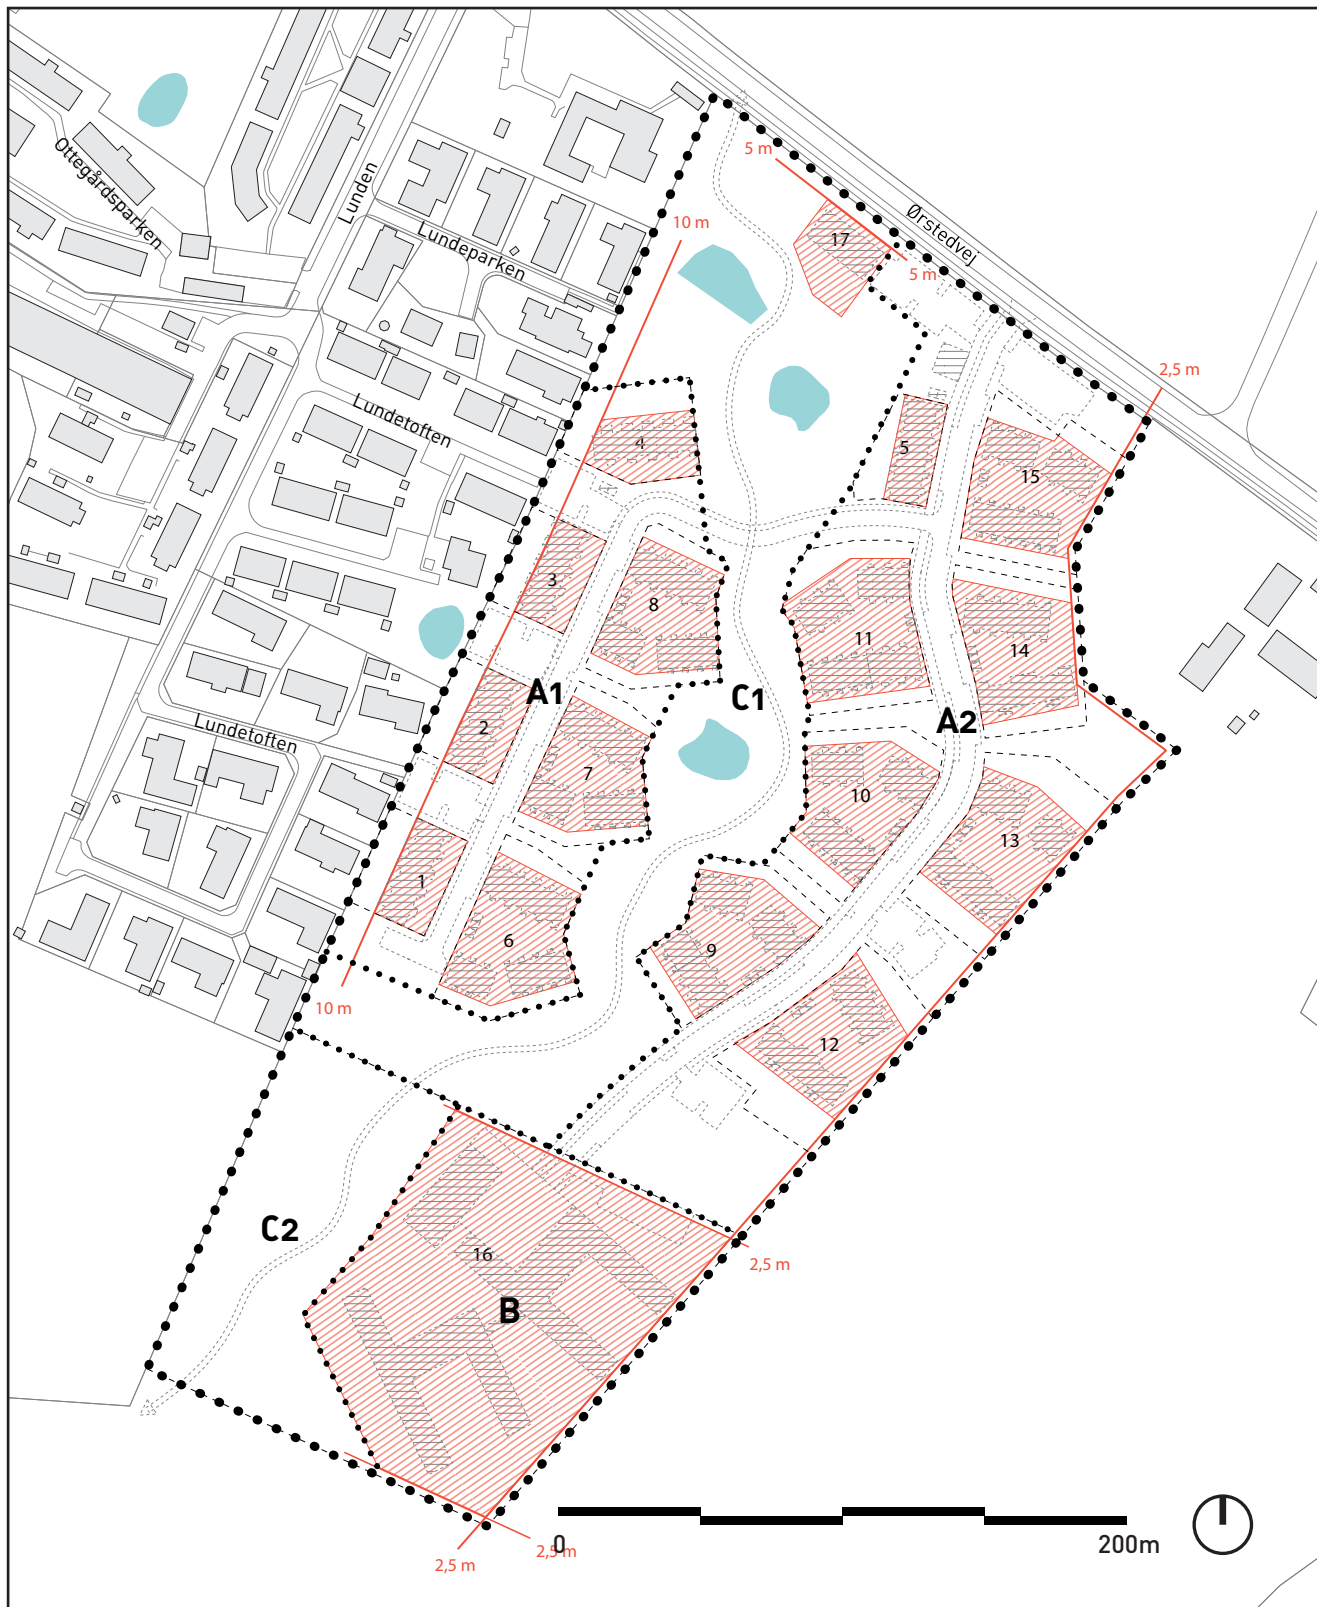 Ottegårdsparken
Lunden
Lundeparken
Ørstedvej
5 m
10 m
17
5 m
2,5 m
Lundetoften
4
5
15
3
8
11
14
A1
C1
A2
2
7
10
13
Lundetoften
1
6
9
12
10 m
C2
16
B
2,5 m
2,5 m
2,5 m
0
200m